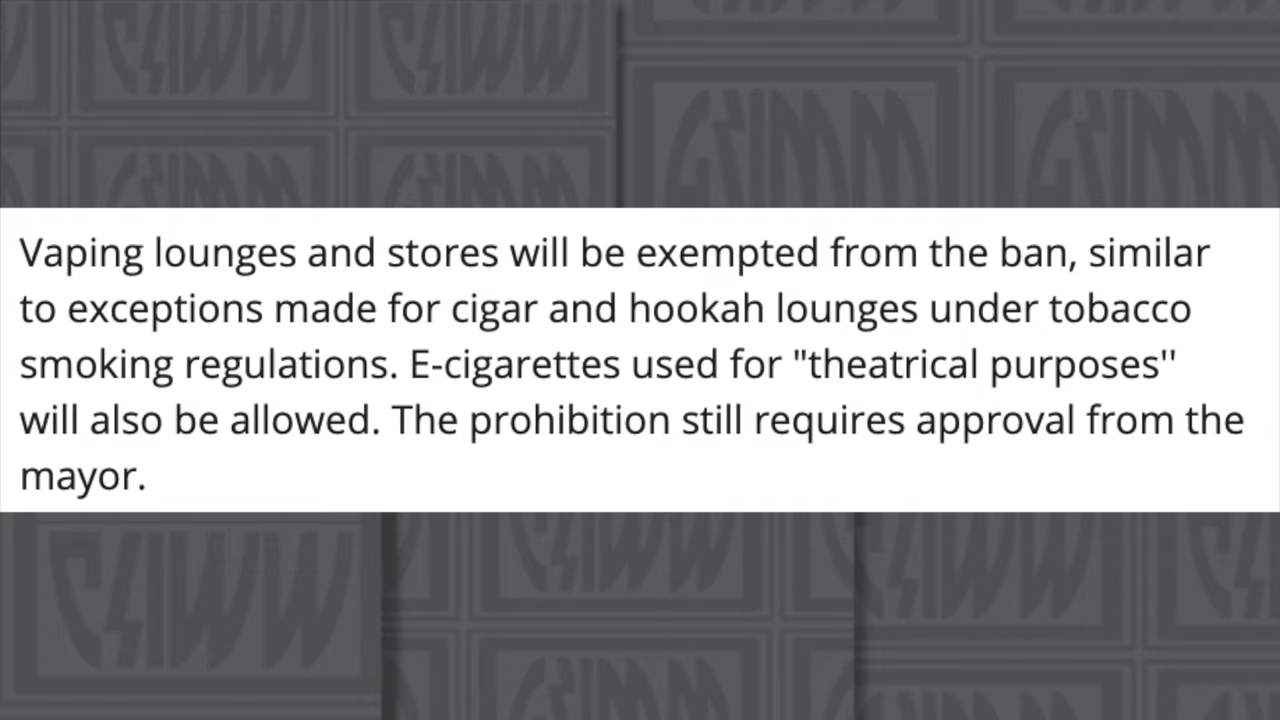 Vaping lounges and stores will be exempted from the ban, similar
to exceptions made for cigar and hookah lounges under tobacco
smoking regulations. E-cigarettes used for "theatrical purposes''
will also be allowed. The prohibition still requires approval from the
mayor.